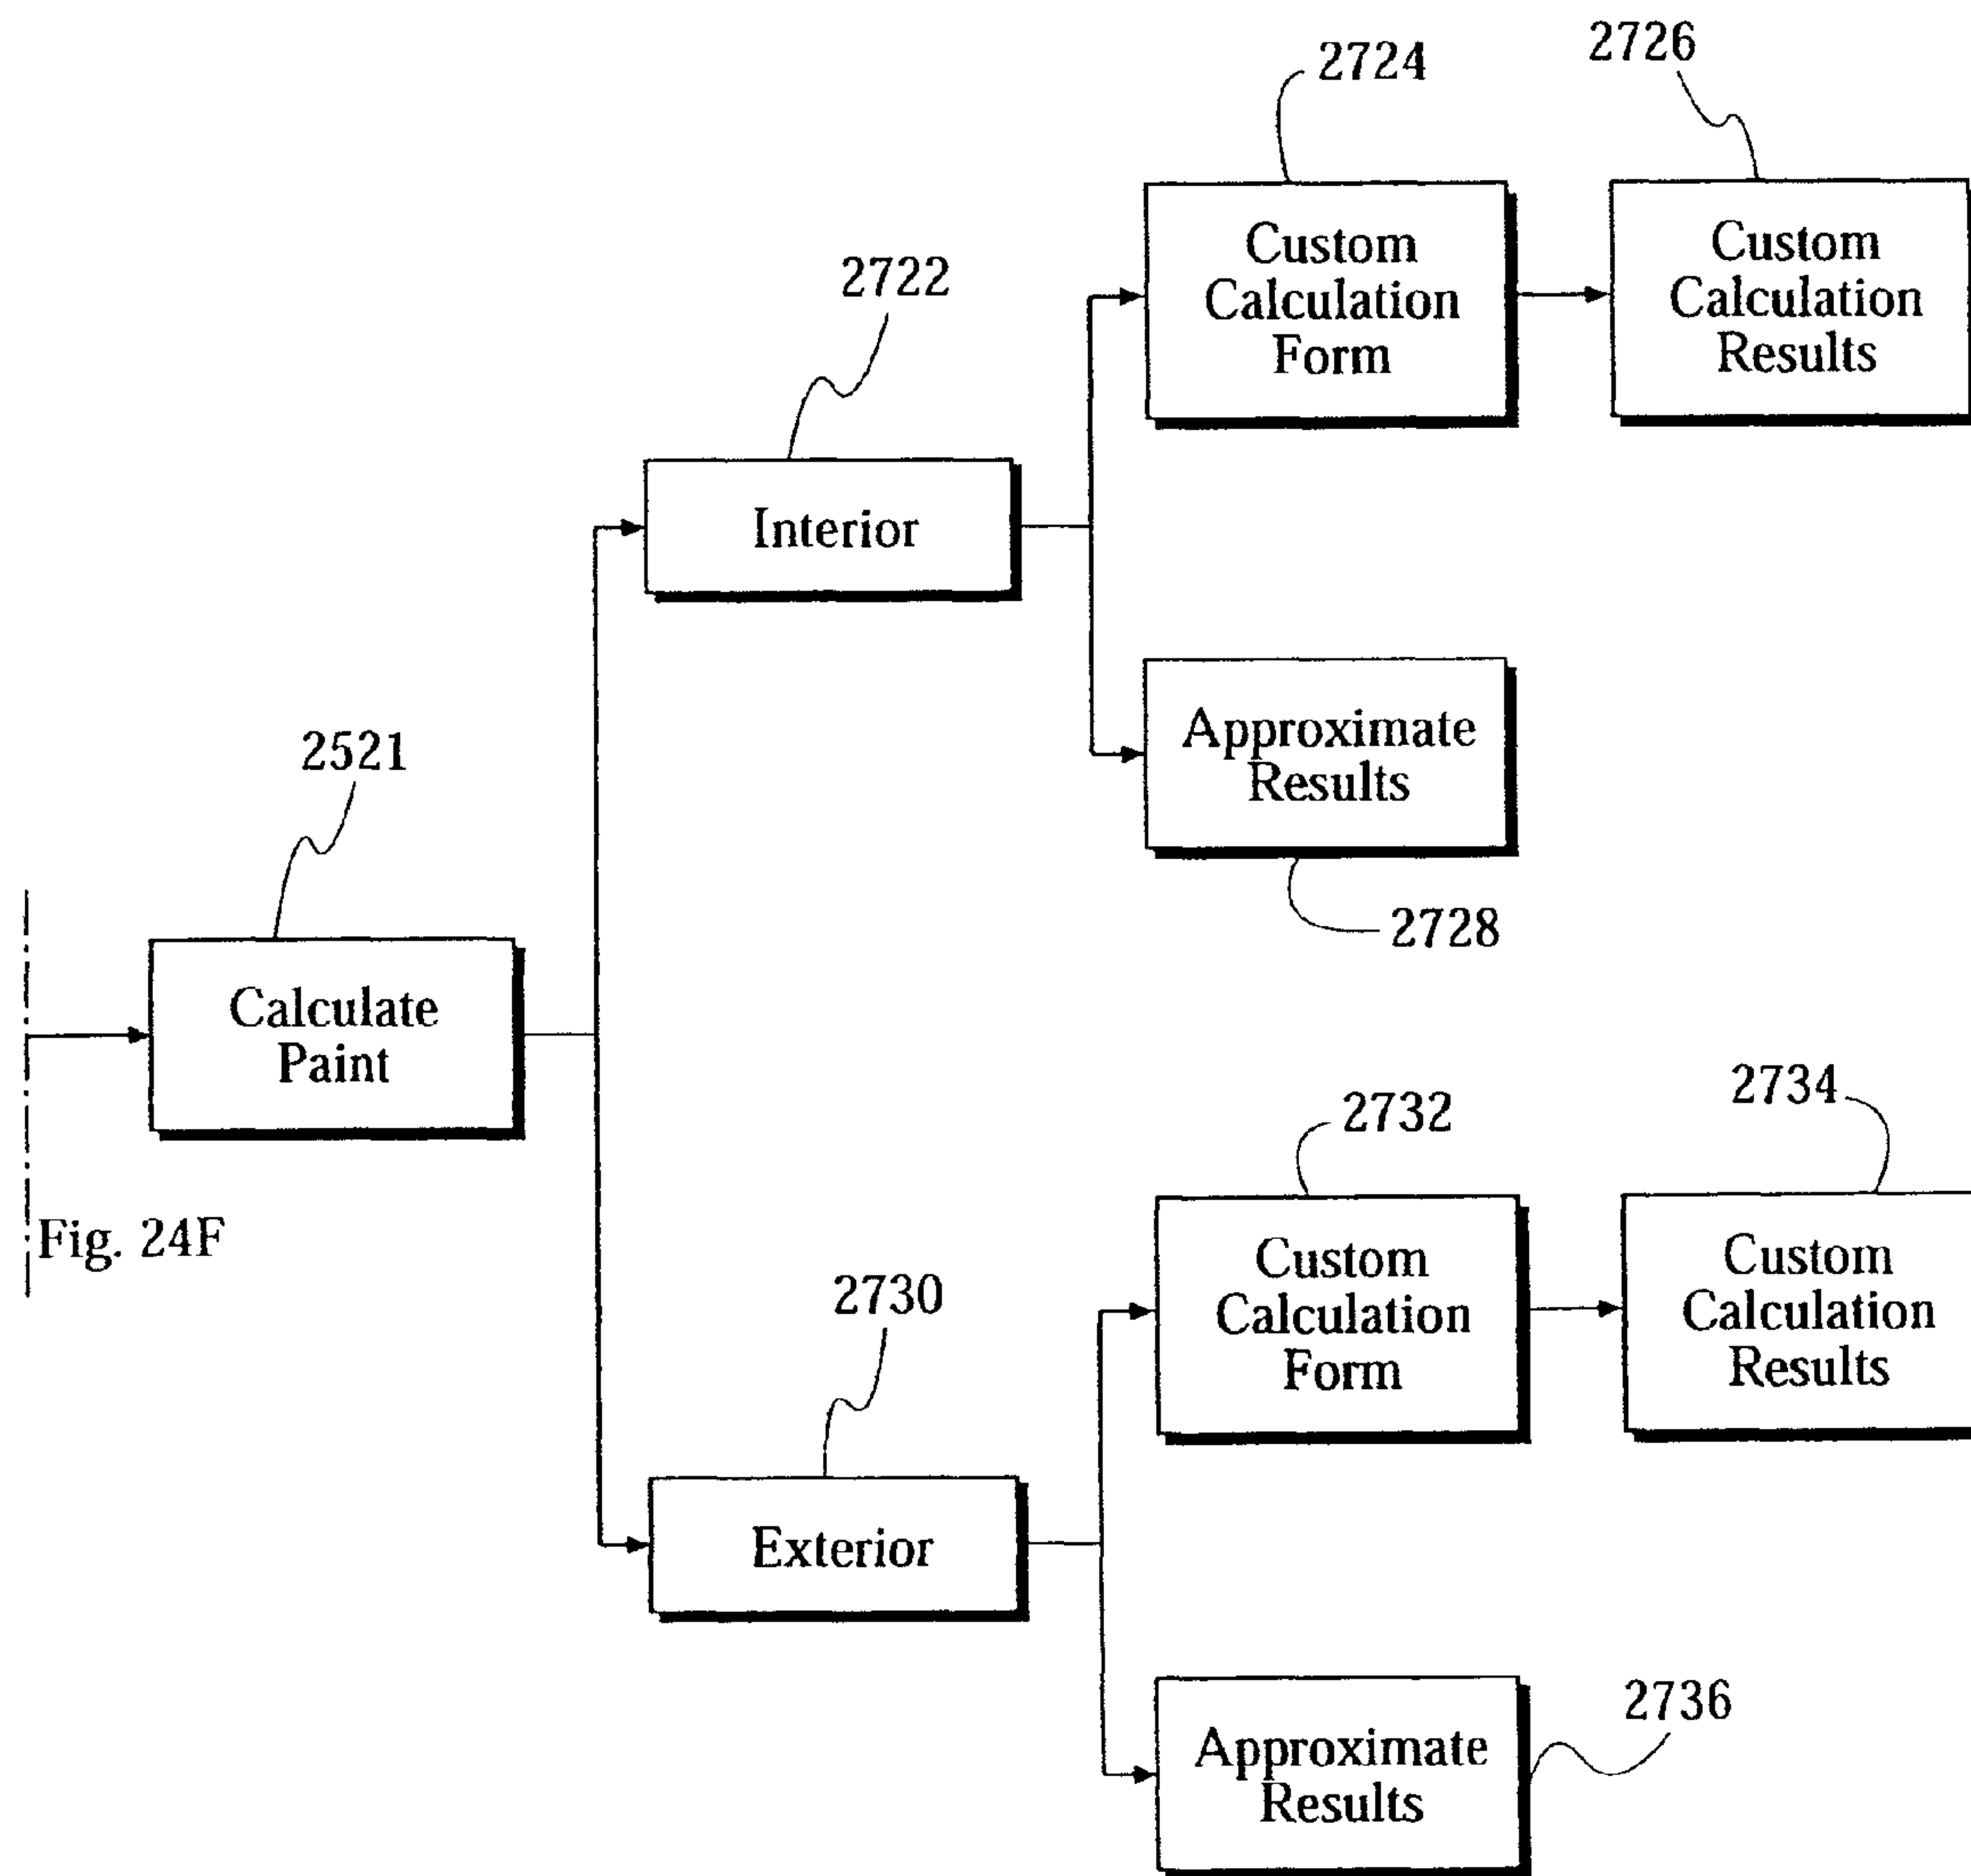 2724
2726
Custom
Calculation
Form
Custom
Calculation
Results
2722
Interior
Approximate
Results
2728
2521
Calculate
Paint
Fig. 24F
2732
2734
Custom
Calculation
Form
Custom
Calculation
Results
2730
Exterior
Approximate
Results
2736